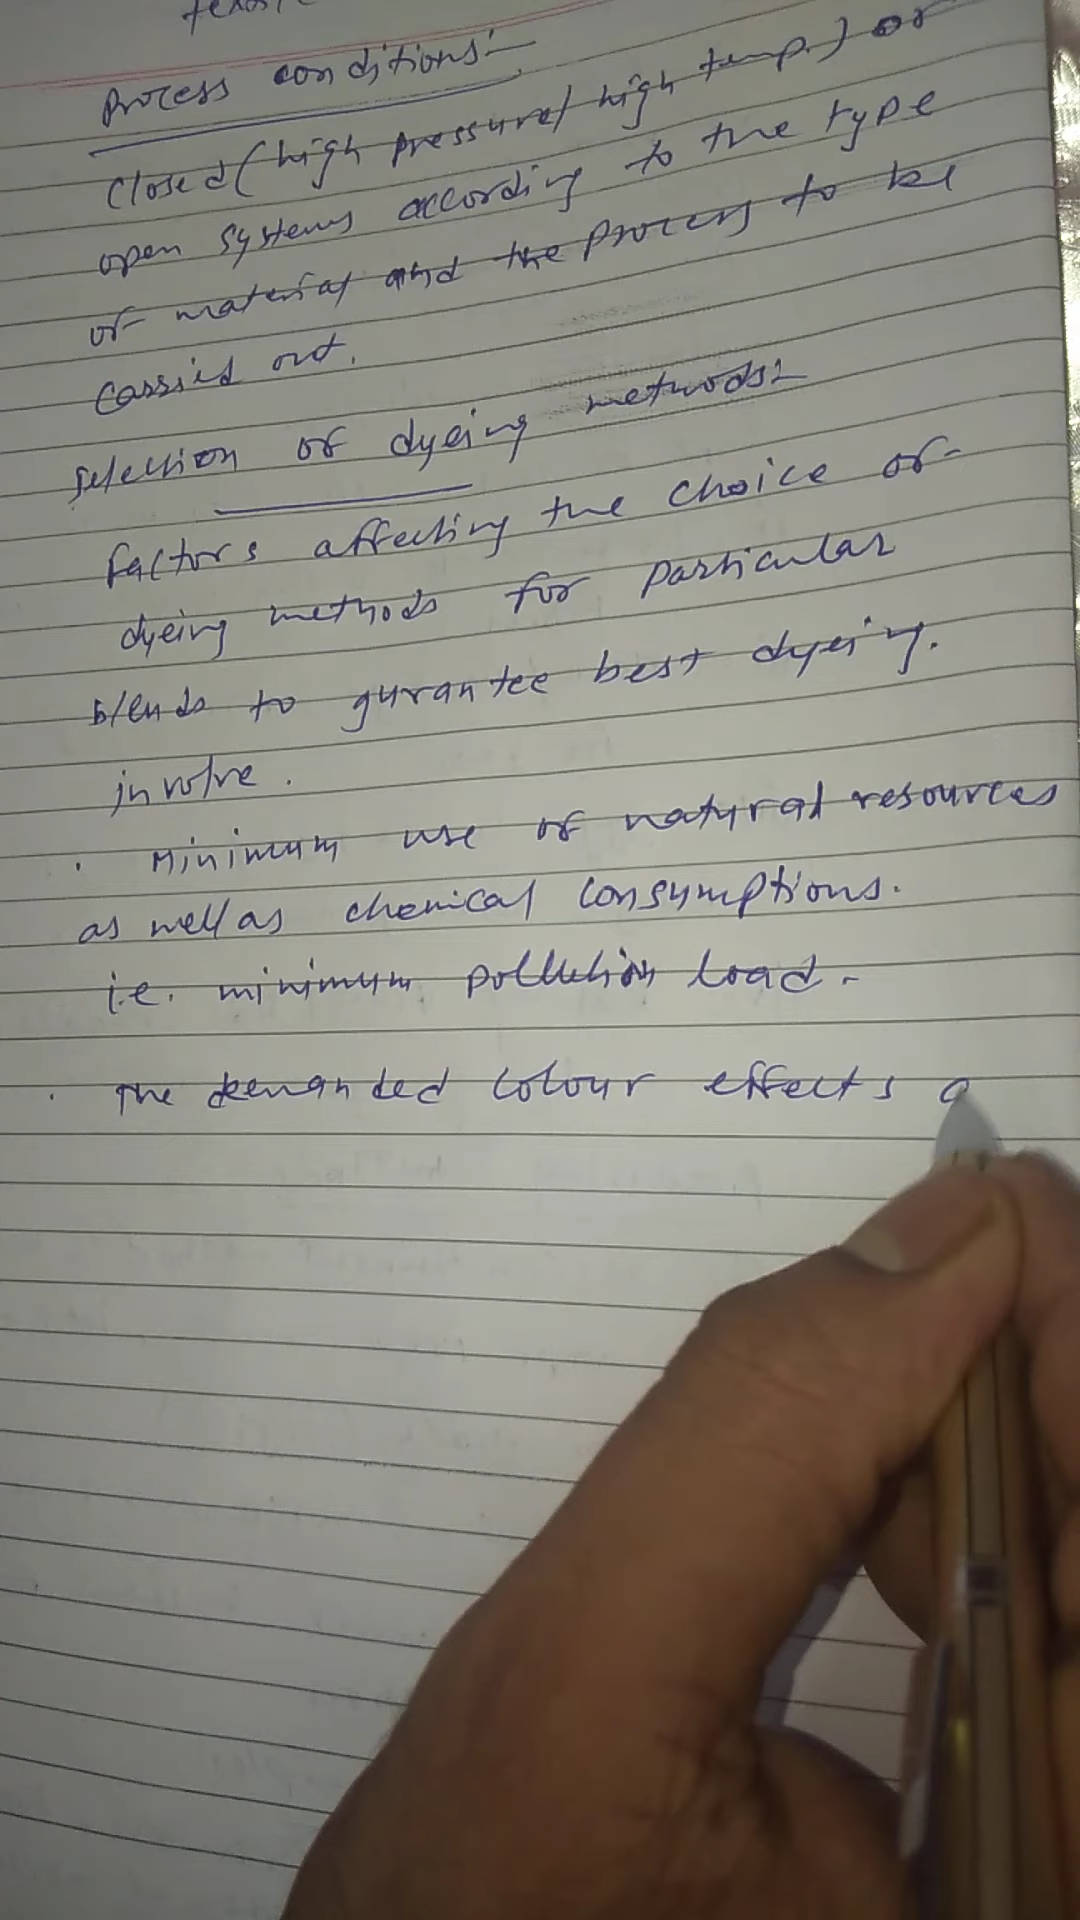 Process conditions:-
Closed (high pressure/ high temp.) or
open systems according to the type
of material and the process to be
carried out.
Selection of dyeing methods:-
factors affecting the choice of
dyeing methods for particular
blends to gurantee best dyeing.
involve.
. Minimum use of natural resources
as well as chemical consumptions.
i.e. minimum pollution load.
. The demanded colour effects a